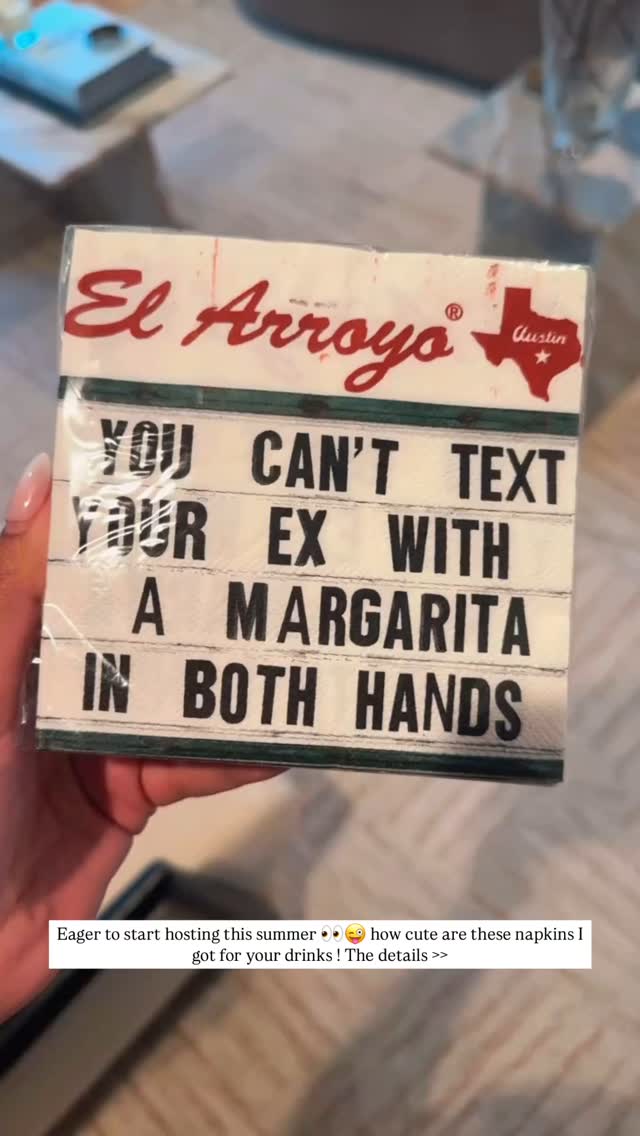 El Arroyo®
Austin
YOU CAN'T TEXT
YOUR EX WITH
A MARGARITA
IN BOTH HANDS
Eager to start hosting this summer 👀😜 how cute are these napkins I
got for your drinks ! The details >>